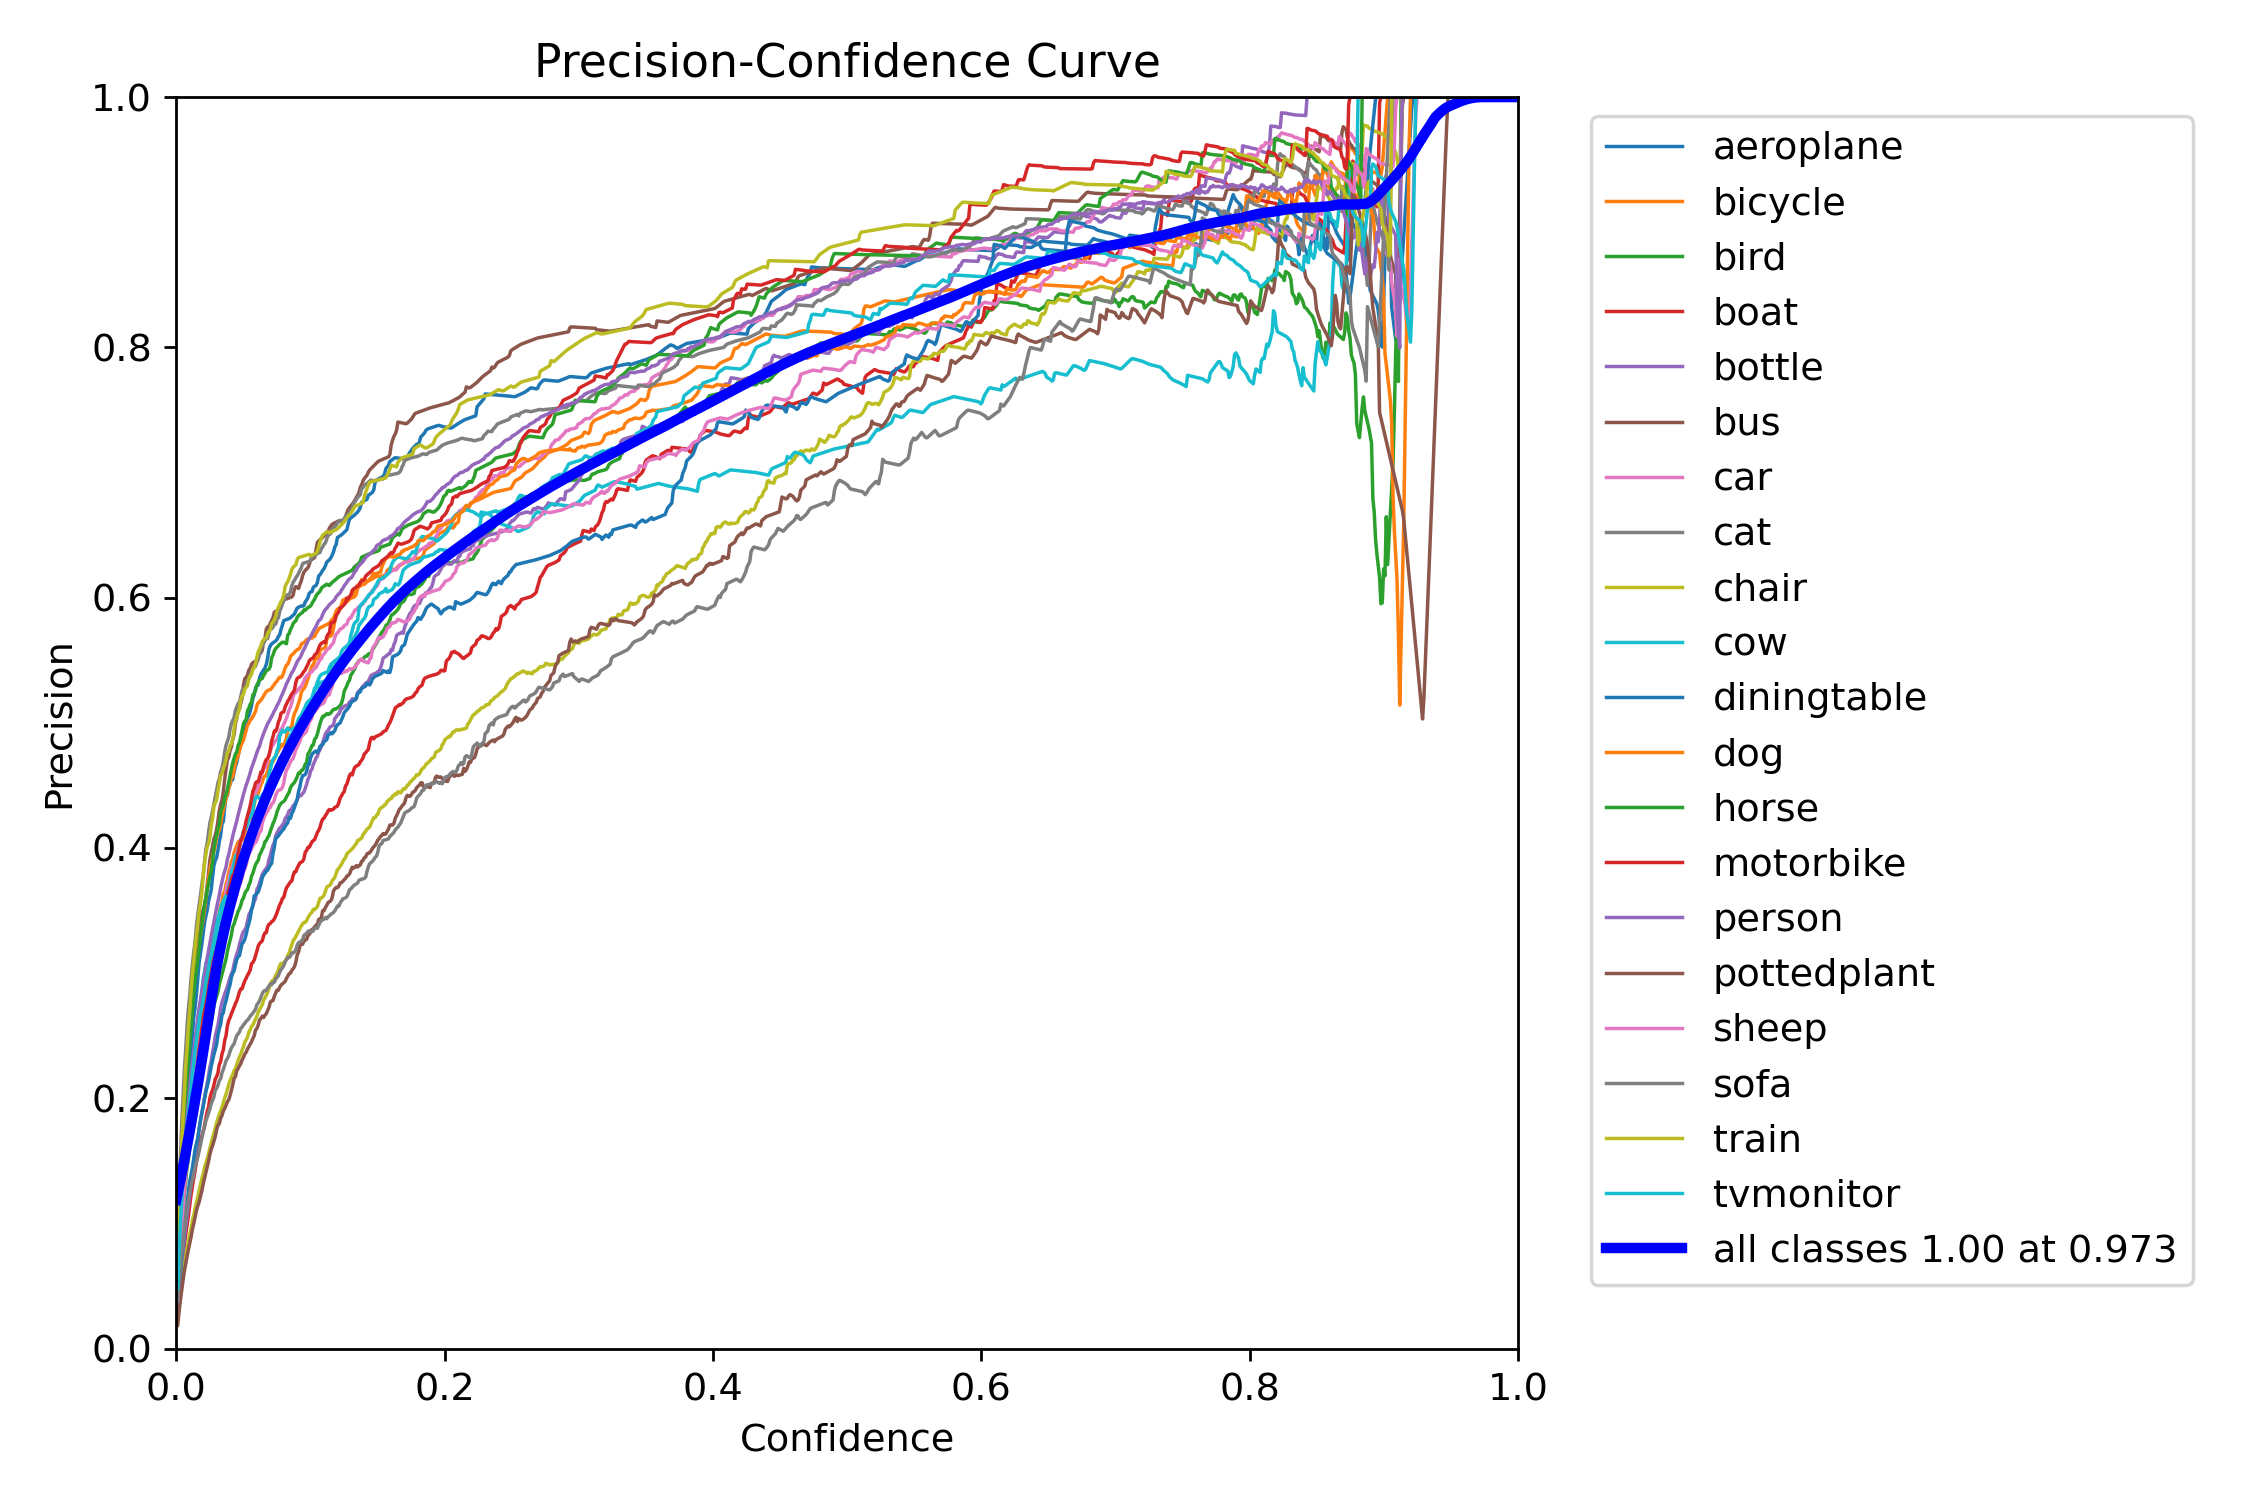 Precision-Confidence Curve
1.0
0.8
0.6
0.4
0.2
0.0
Precision
0.0 0.2 0.4 0.6 0.8 1.0
Confidence
aeroplane
bicycle
bird
boat
bottle
bus
car
cat
chair
cow
diningtable
dog
horse
motorbike
person
pottedplant
sheep
sofa
train
tvmonitor
all classes 1.00 at 0.973